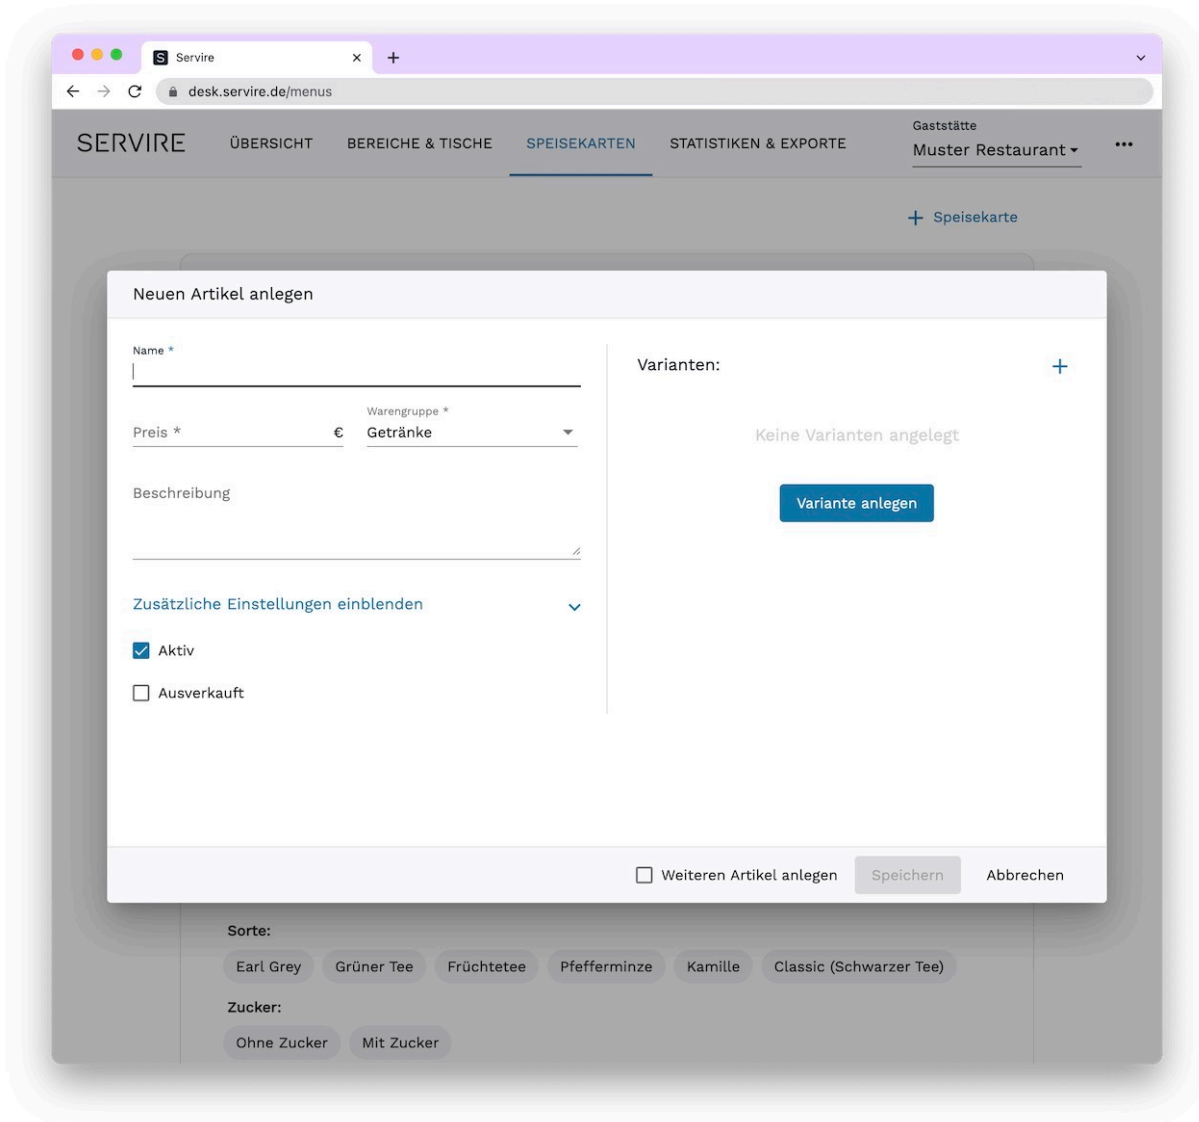 S Servire
desk.servire.de/menus
SERVIRE ÜBERSICHT BEREICHE & TISCHE SPEISEKARTEN STATISTIKEN & EXPORTE
Gaststätte
Muster Restaurant
+ Speisekarte
Neuen Artikel anlegen
Name *
Preis * €
Warengruppe *
Getränke
Beschreibung
Zusätzliche Einstellungen einblenden
Aktiv
Ausverkauft
Varianten: +
Keine Varianten angelegt
Variante anlegen
Weiteren Artikel anlegen Speichern Abbrechen
Sorte:
Earl Grey Grüner Tee Früchtetee Pfefferminze Kamille Classic (Schwarzer Tee)
Zucker:
Ohne Zucker Mit Zucker